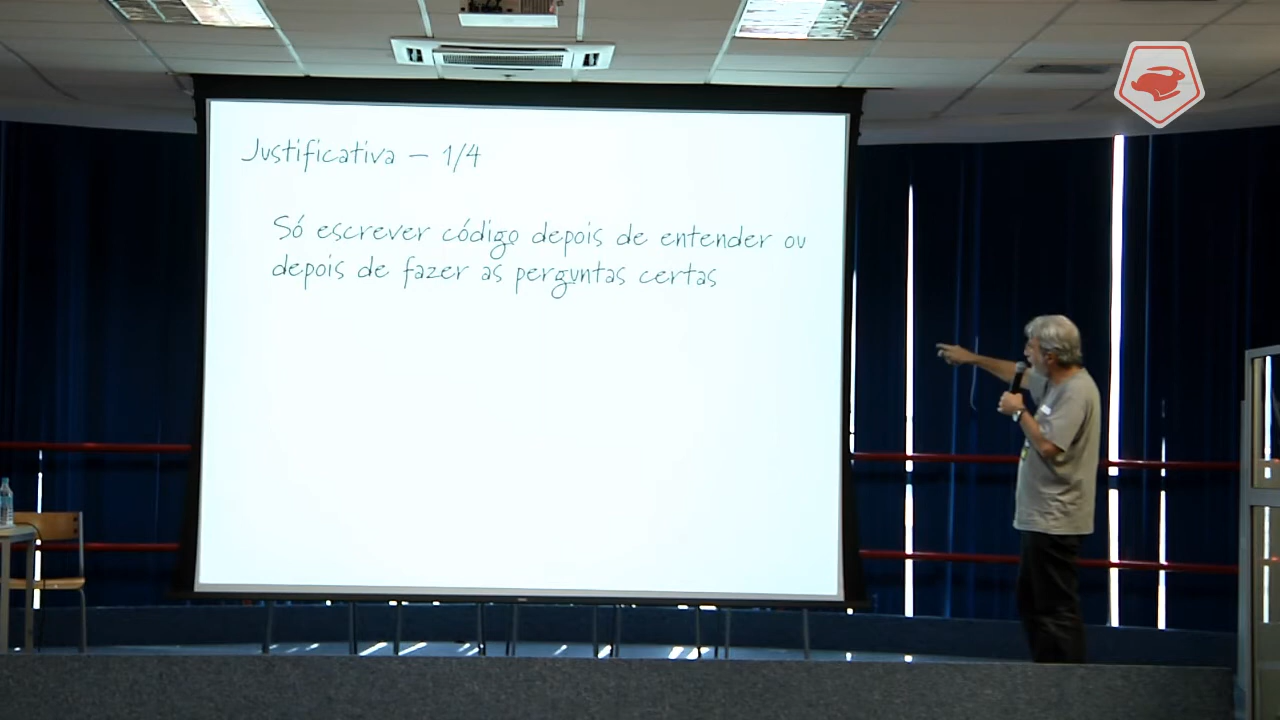 Justificativa – 1/4
Só escrever código depois de entender ou
depois de fazer as perguntas certas